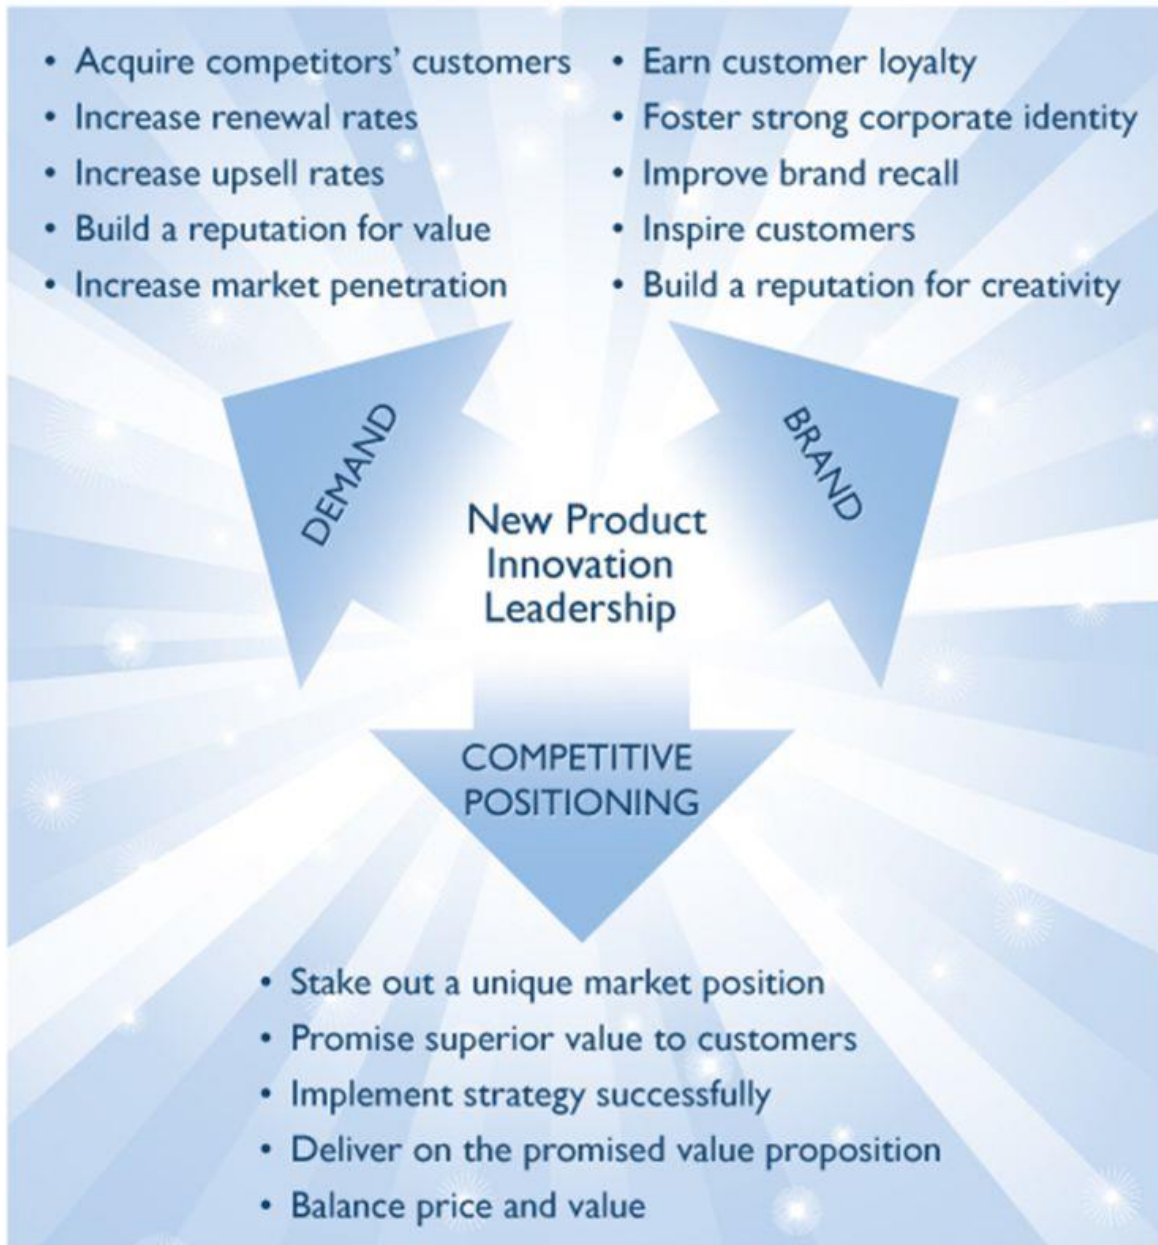 • Acquire competitors’ customers
• Increase renewal rates
• Increase upsell rates
• Build a reputation for value
• Increase market penetration
• Earn customer loyalty
• Foster strong corporate identity
• Improve brand recall
• Inspire customers
• Build a reputation for creativity
DEMAND
BRAND
New Product
Innovation
Leadership
COMPETITIVE
POSITIONING
• Stake out a unique market position
• Promise superior value to customers
• Implement strategy successfully
• Deliver on the promised value proposition
• Balance price and value